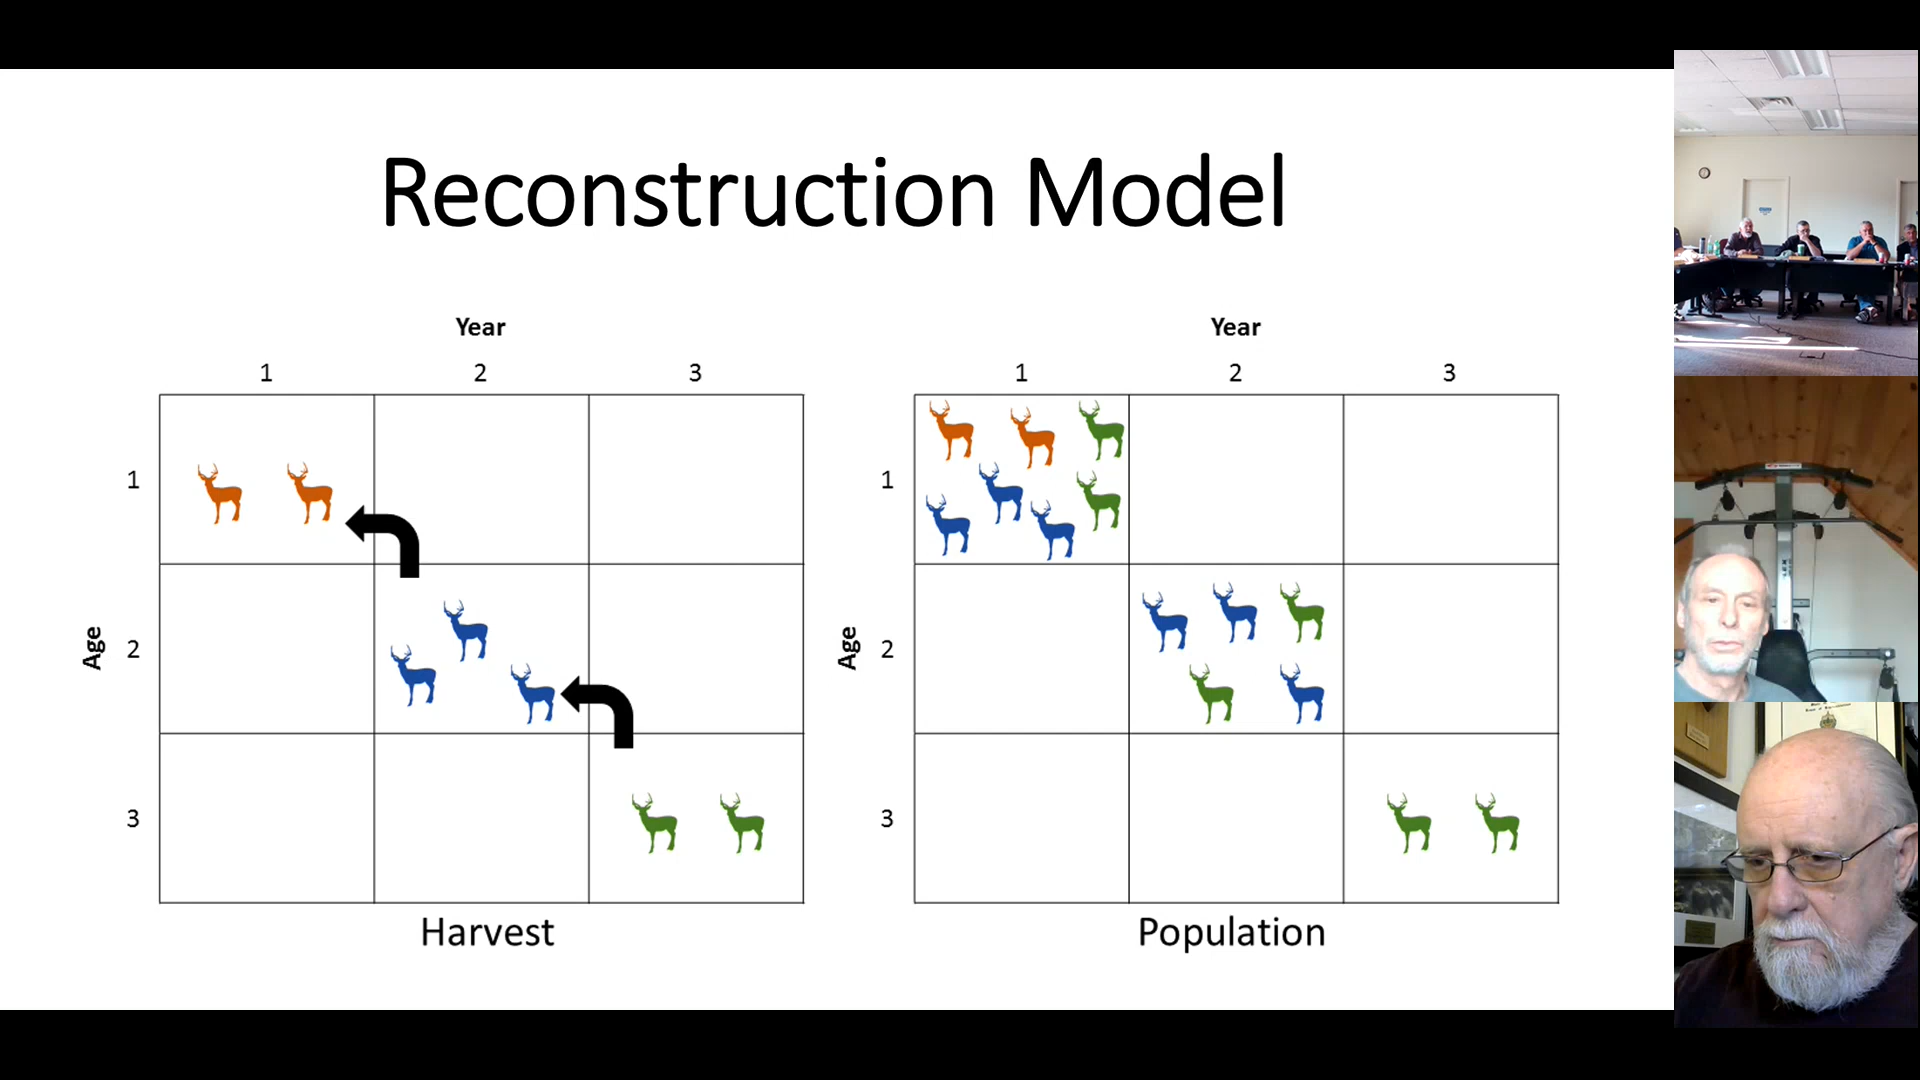 Reconstruction Model
Year
1 2 3
Age
1
2
3
Harvest
Year
1 2 3
Age
1
2
3
Population